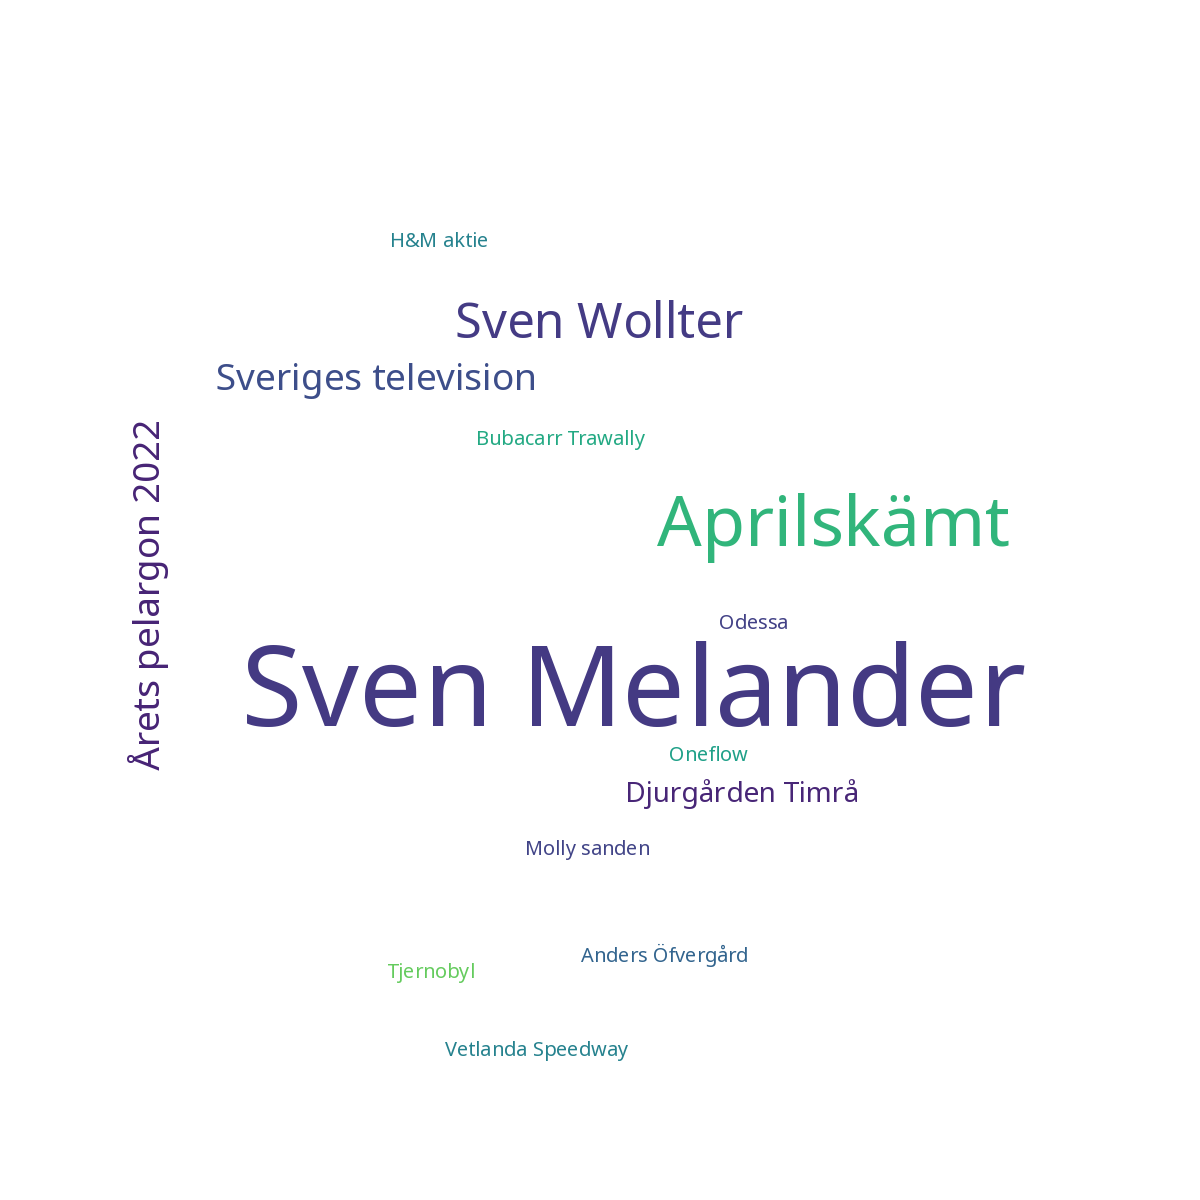 H&M aktie
Sven Wollter
Sveriges television
Årets pelargon 2022
Bubacarr Trawally
Aprilskämt
Odessa
Sven Melander
Oneflow
Djurgården Timrå
Molly sanden
Anders Öfvergård
Tjernobyl
Vetlanda Speedway